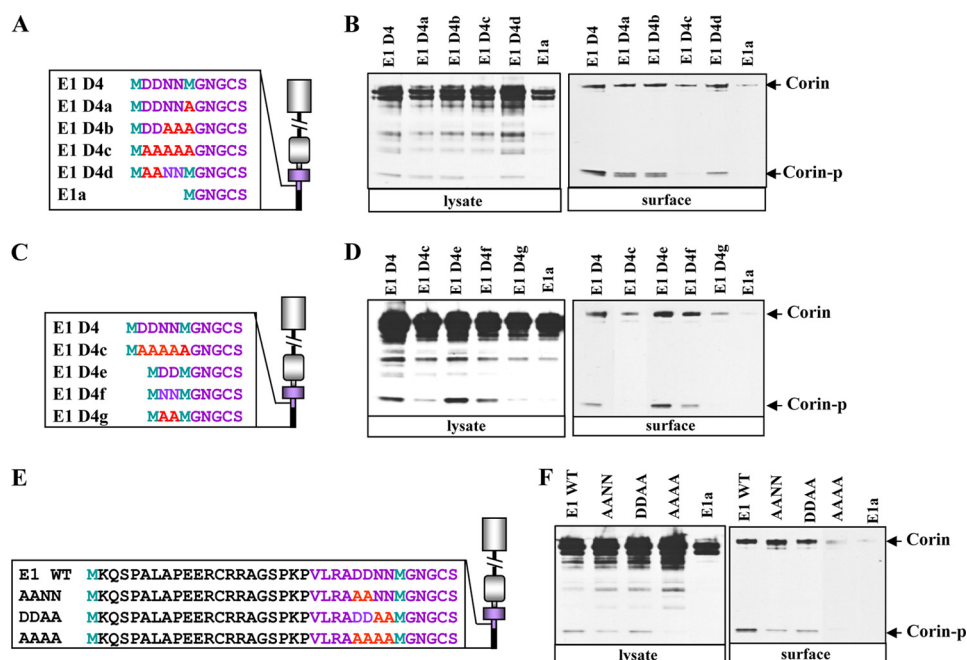 A
E1 D4 MDDNNMGNGCS
E1 D4a MDDNNAGNGCS
E1 D4b MDDAAAGNGCS
E1 D4c MAAAAAGNGCS
E1 D4d MAANNMGNGCS
E1a MGNGCS
B
E1 D4 E1 D4a E1 D4b E1 D4c E1 D4d E1a
E1 D4 E1 D4a E1 D4b E1 D4c E1 D4d E1a
Corin
Corin-p
lysate surface
C
E1 D4 MDDNNMGNGCS
E1 D4c MAAAAAGNGCS
E1 D4e MDDMGNGCS
E1 D4f MNNMGNGCS
E1 D4g MAAMGNGCS
D
E1 D4 E1 D4c E1 D4e E1 D4f E1 D4g E1a
E1 D4 E1 D4c E1 D4e E1 D4f E1 D4g E1a
Corin
Corin-p
lysate surface
E
E1 WT MKQSPALAPEERCRRAGSPKPVLRADDNNMGNGCS
AANN MKQSPALAPEERCRRAGSPKPVLRAAANNMGNGCS
DDAA MKQSPALAPEERCRRAGSPKPVLRADDAAMGNGCS
AAAA MKQSPALAPEERCRRAGSPKPVLRAAAAAMGNGCS
F
E1 WT AANN DDAA AAAA E1a
E1 WT AANN DDAA AAAA E1a
Corin
Corin-p
lysate surface